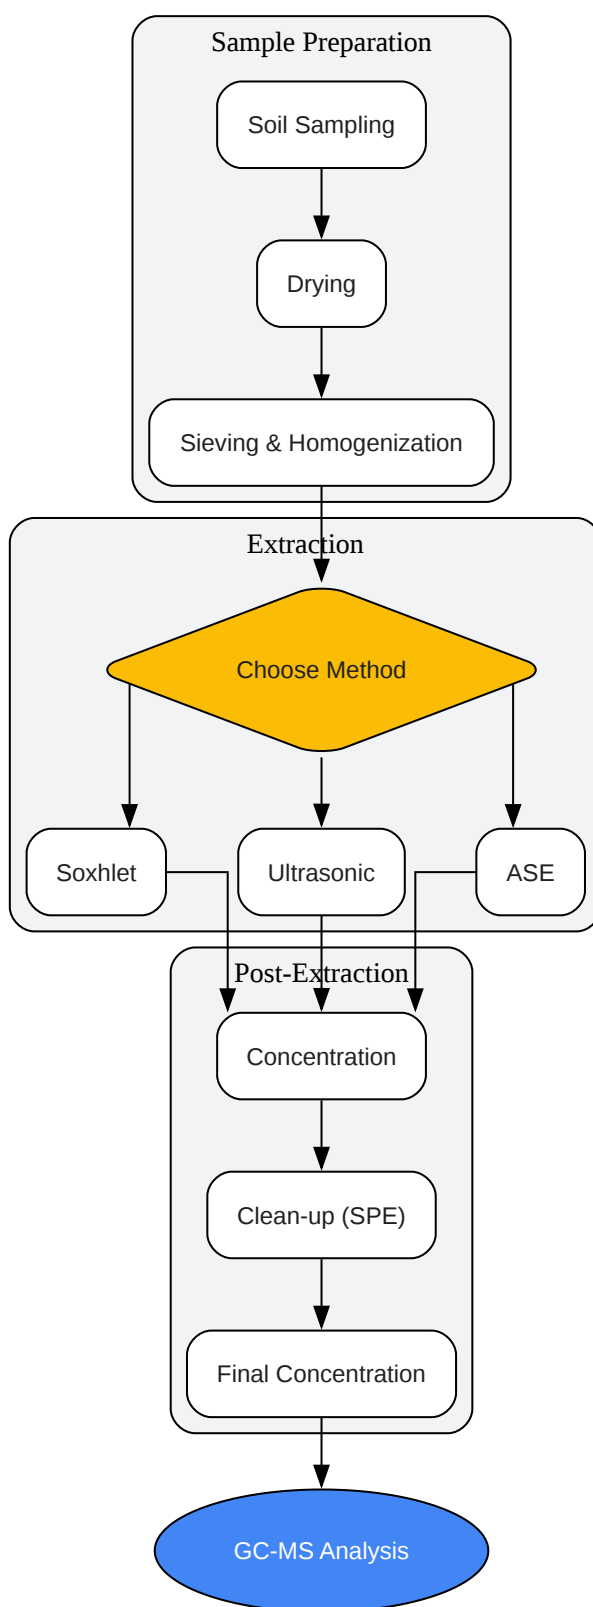 Sample Preparation
Soil Sampling
Drying
Sieving & Homogenization
Extraction
Choose Method
Soxhlet
Ultrasonic
ASE
Post-Extraction
Concentration
Clean-up (SPE)
Final Concentration
GC-MS Analysis